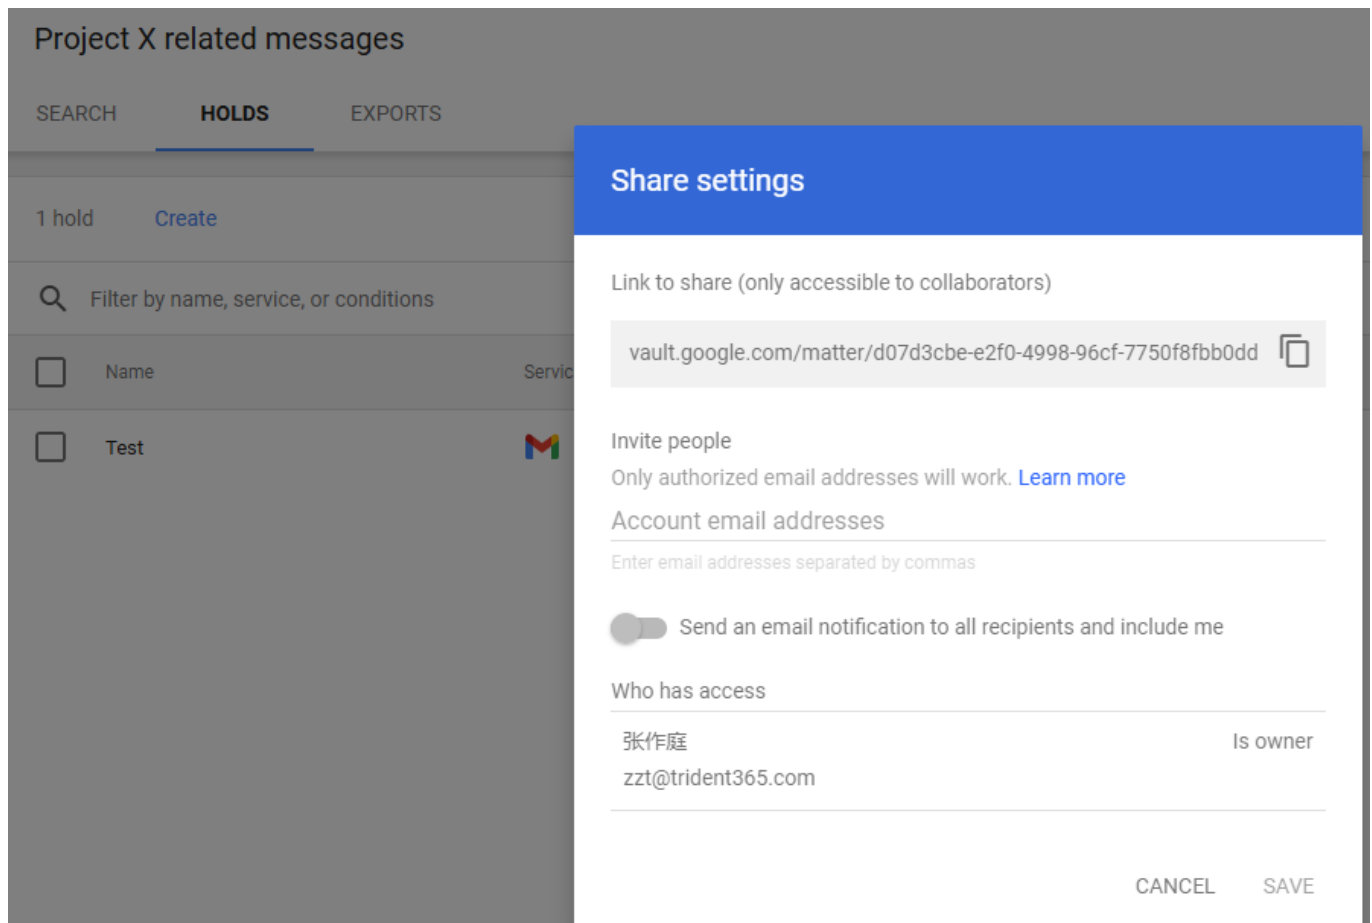 Project X related messages
SEARCH HOLDS EXPORTS
1 hold Create
Filter by name, service, or conditions
Name Servic
Test
Share settings
Link to share (only accessible to collaborators)
vault.google.com/matter/d07d3cbe-e2f0-4998-96cf-7750f8fbb0dd
Invite people
Only authorized email addresses will work. Learn more
Account email addresses
Enter email addresses separated by commas
Send an email notification to all recipients and include me
Who has access
张作庭 Is owner
zzt@trident365.com
CANCEL SAVE